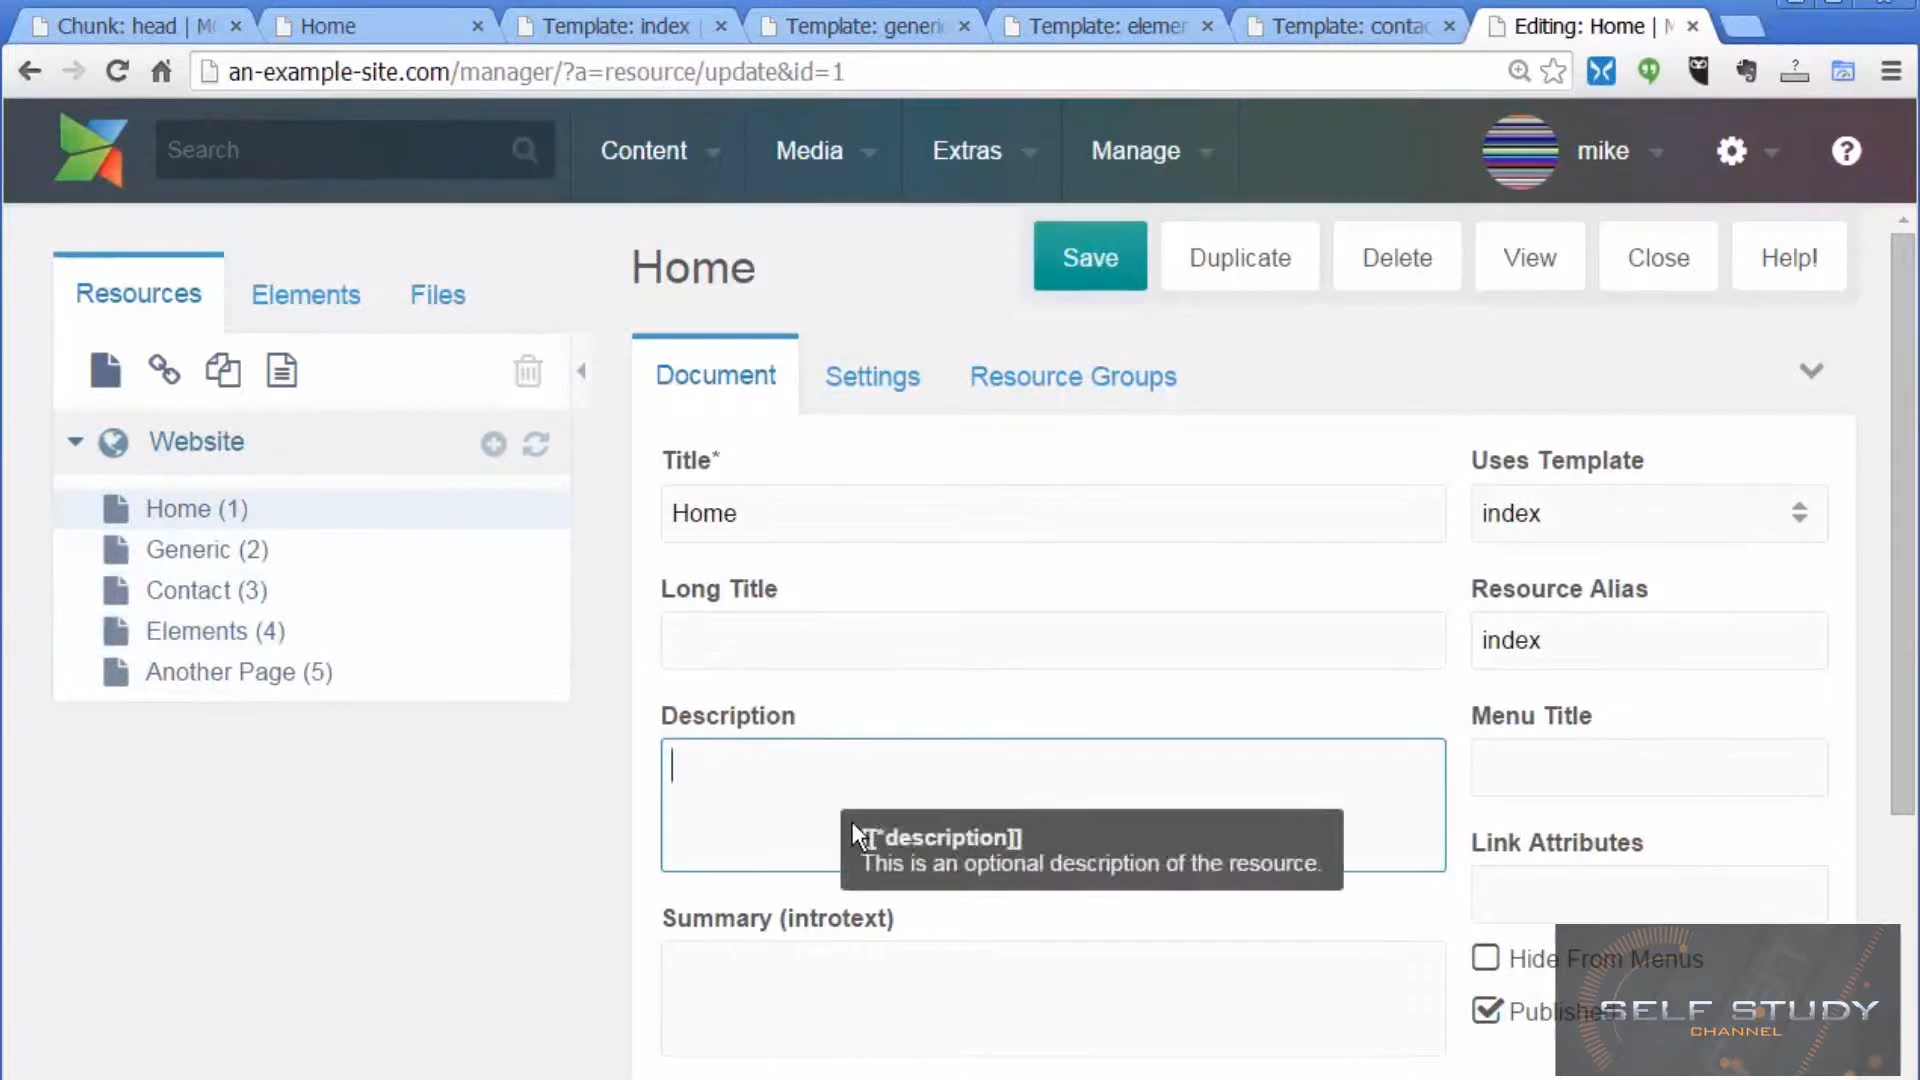 Chunk: head | M
Home
Template: index |
Template: generi
Template: elemer
Template: contac
Editing: Home |
an-example-site.com/manager/?a=resource/update&id=1
Search
Content
Media
Extras
Manage
mike
Home
Save
Duplicate
Delete
View
Close
Help!
Resources
Elements
Files
Document
Settings
Resource Groups
Website
Home (1)
Generic (2)
Contact (3)
Elements (4)
Another Page (5)
Title*
Home
Uses Template
index
Long Title
Resource Alias
index
Description
Menu Title
[[*description]]
This is an optional description of the resource.
Link Attributes
Summary (introtext)
Hide From Menus
Published
SELF STUDY
CHANNEL